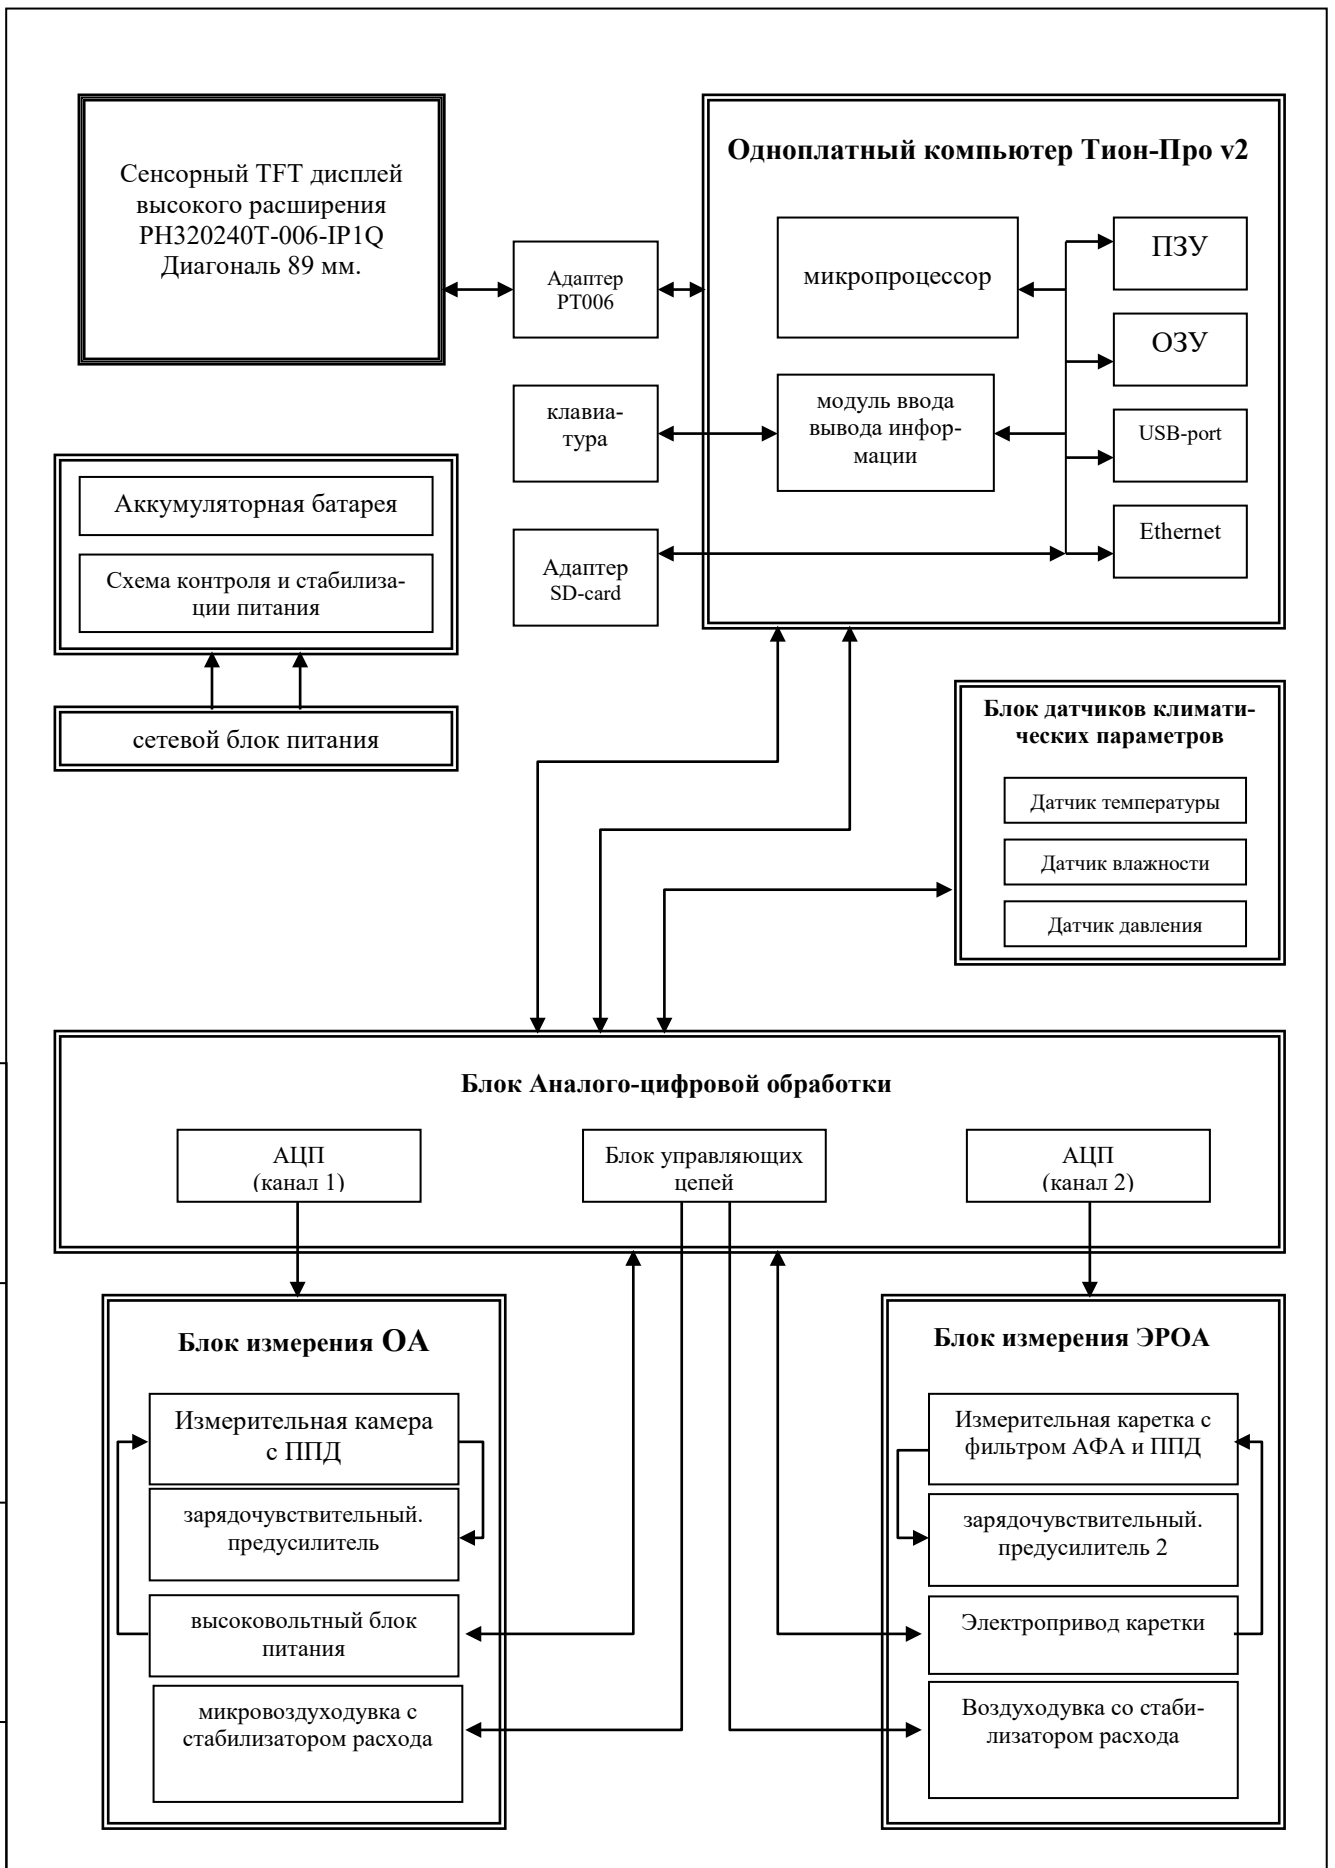 Сенсорный TFT дисплей
высокого расширения
PH320240T-006-IP1Q
Диагональ 89 мм.
Адаптер
PT006
клавиа-
тура
Адаптер
SD-card
Одноплатный компьютер Тион-Про v2
микропроцессор
модуль ввода
вывода инфор-
мации
ПЗУ
ОЗУ
USB-port
Ethernet
Аккумуляторная батарея
Схема контроля и стабилиза-
ции питания
сетевой блок питания
Блок датчиков климати-
ческих параметров
Датчик температуры
Датчик влажности
Датчик давления
Блок Аналого-цифровой обработки
АЦП
(канал 1)
Блок управляющих
цепей
АЦП
(канал 2)
Блок измерения ОА
Измерительная камера
с ППД
зарядочувствительный.
предусилитель
высоковольтный блок
питания
микровоздуходувка с
стабилизатором расхода
Блок измерения ЭРОА
Измерительная каретка с
фильтром АФА и ППД
зарядочувствительный.
предусилитель 2
Электропривод каретки
Воздуходувка со стаби-
лизатором расхода